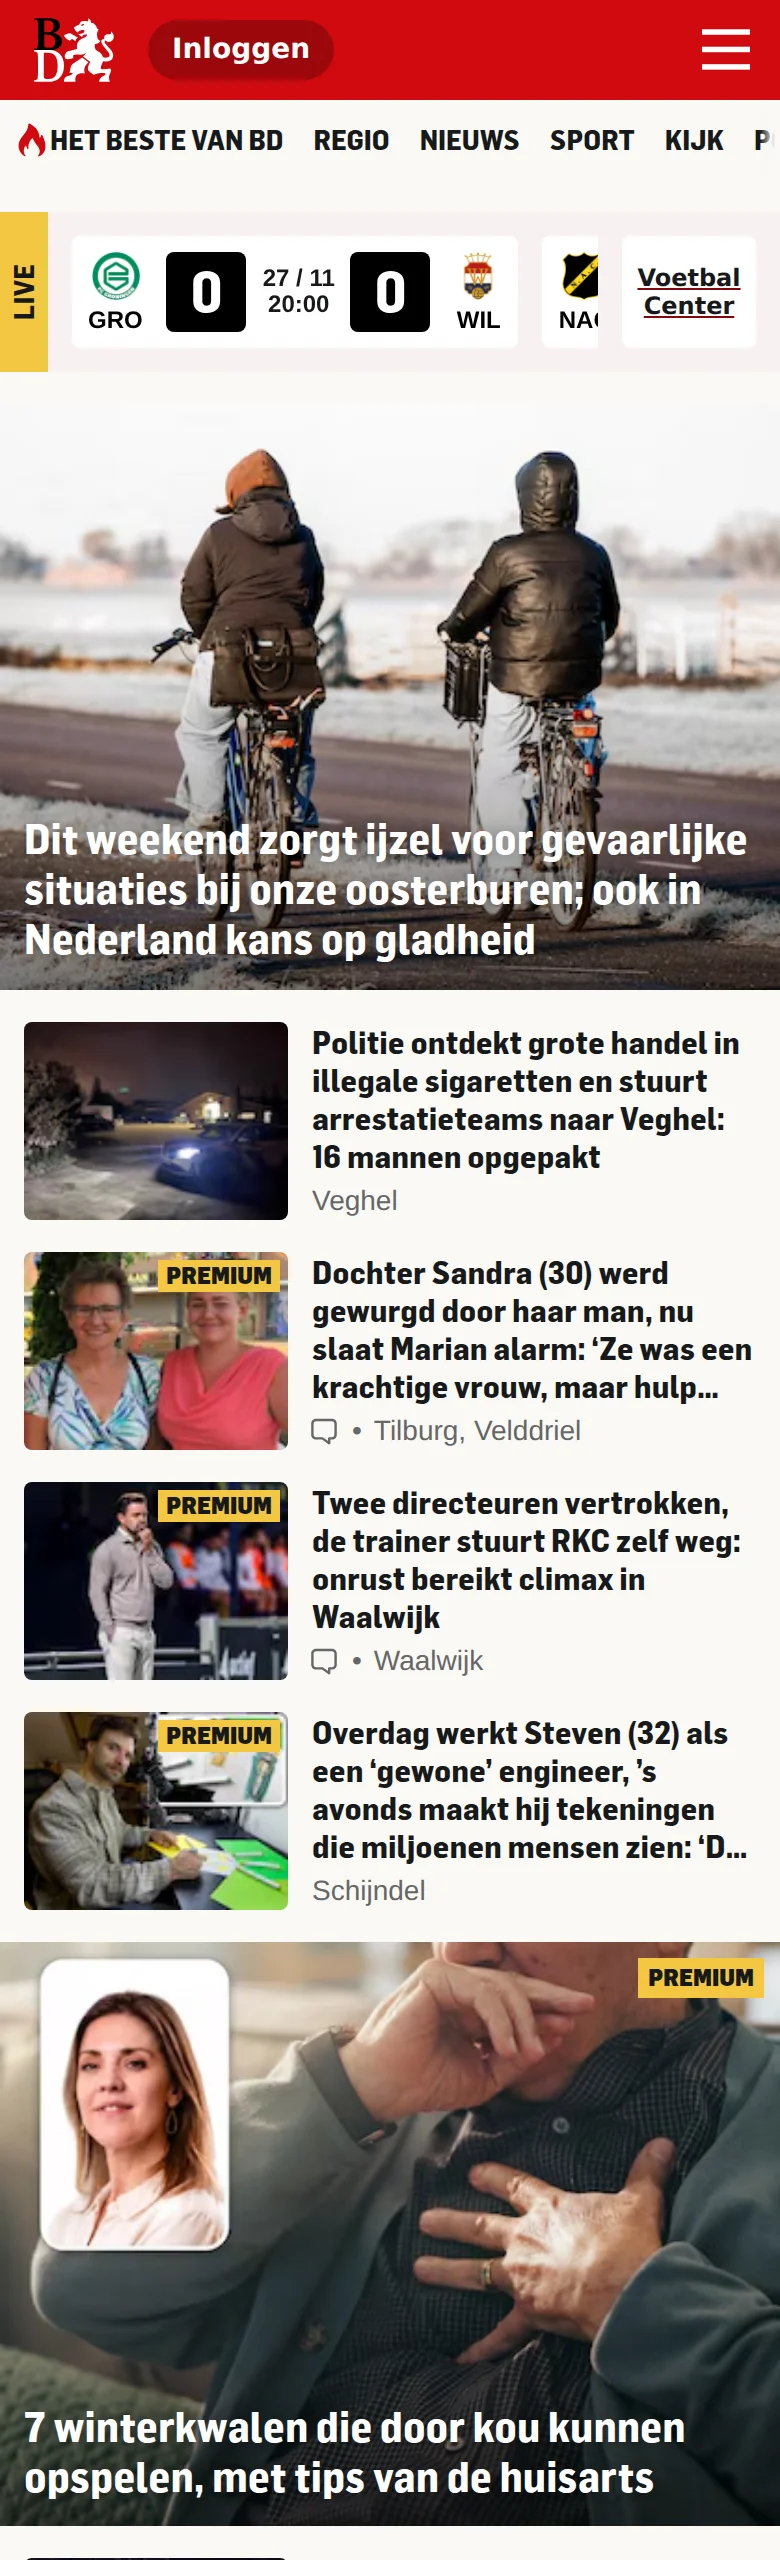 BD
Inloggen
HET BESTE VAN BD REGIO NIEUWS SPORT KIJK
LIVE
GRO
0
27 / 11
20:00
0
WIL
NAC
Voetbal
Center
Dit weekend zorgt ijzel voor gevaarlijke
situaties bij onze oosterburen; ook in
Nederland kans op gladheid
Politie ontdekt grote handel in
illegale sigaretten en stuurt
arrestatieteams naar Veghel:
16 mannen opgepakt
Veghel
PREMIUM
Dochter Sandra (30) werd
gewurgd door haar man, nu
slaat Marian alarm: ‘Ze was een
krachtige vrouw, maar hulp...
• Tilburg, Velddriel
PREMIUM
Twee directeuren vertrokken,
de trainer stuurt RKC zelf weg:
onrust bereikt climax in
Waalwijk
• Waalwijk
PREMIUM
Overdag werkt Steven (32) als
een ‘gewone’ engineer, ’s
avonds maakt hij tekeningen
die miljoenen mensen zien: ‘D...
Schijndel
PREMIUM
7 winterkwalen die door kou kunnen
opspelen, met tips van de huisarts